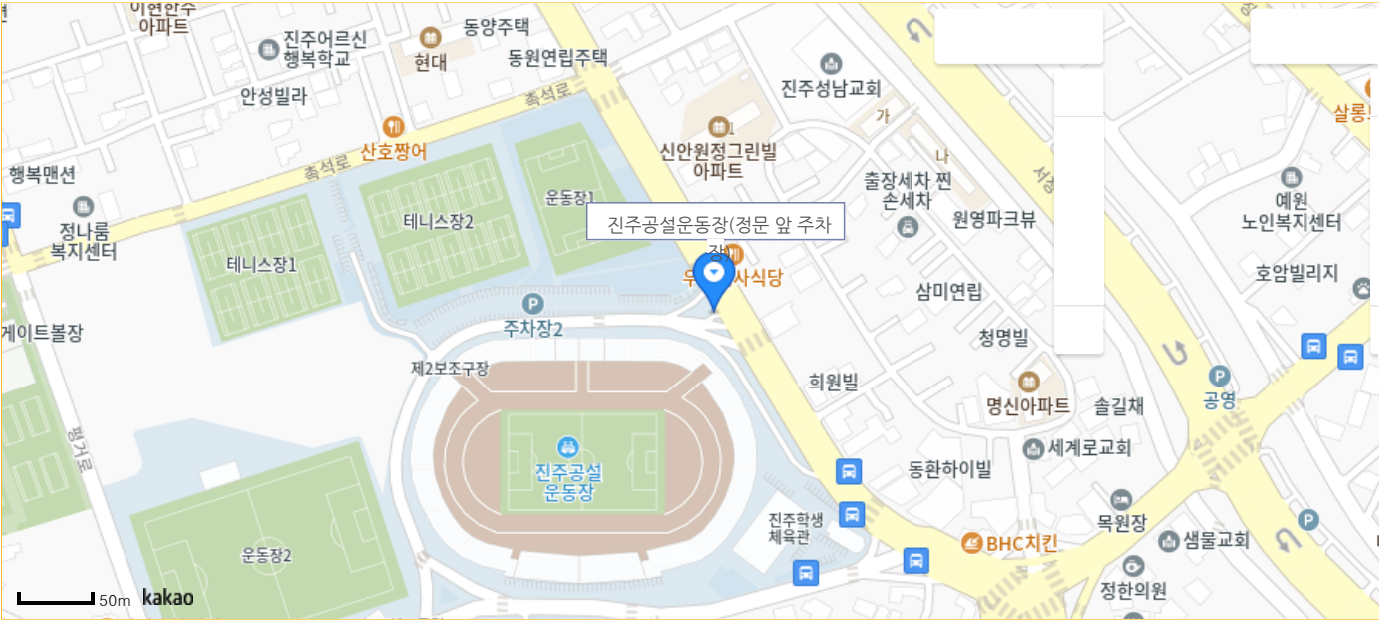 이현한주
아파트
진주어르신
행복학교
현대
동양주택
동원연립주택
안성빌라
촉석로
진주성남교회
산호짱어
촉석로
행복맨션
정나룸
복지센터
테니스장1
테니스장2
운동장1
신안원정그린빌
아파트
가
나
출장세차 찐
손세차
원영파크뷰
예원
노인복지센터
호암빌리지
진주공설운동장(정문 앞 주차
장)
사식당
삼미연립
청명빌
주차장2
게이트볼장
제2보조구장
희원빌
명신아파트
솔길채
공영
세계로교회
동환하이빌
평거로
진주공설
운동장
운동장2
진주학생
체육관
목원장
BHC치킨
샘물교회
정한의원
50m
kakao